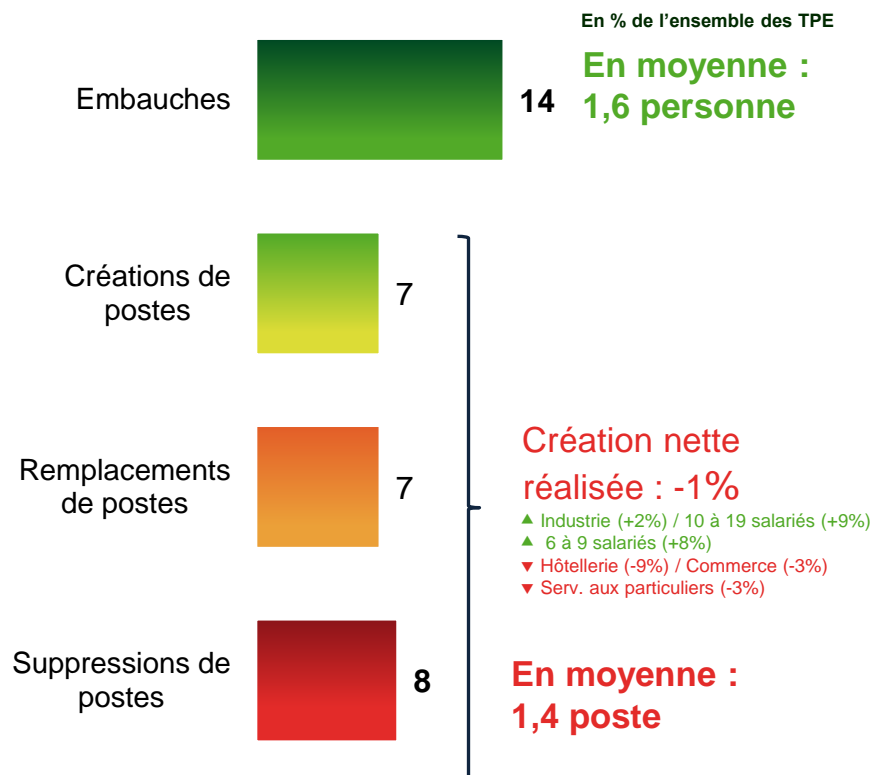 En % de l’ensemble des TPE
Embauches
14
En moyenne :
1,6 personne
Créations de
postes
7
Remplacements
de postes
7
Création nette
réalisée : -1%
▲ Industrie (+2%) / 10 à 19 salariés (+9%)
▲ 6 à 9 salariés (+8%)
▼ Hôtellerie (-9%) / Commerce (-3%)
▼ Serv. aux particuliers (-3%)
Suppressions de
postes
8
En moyenne :
1,4 poste